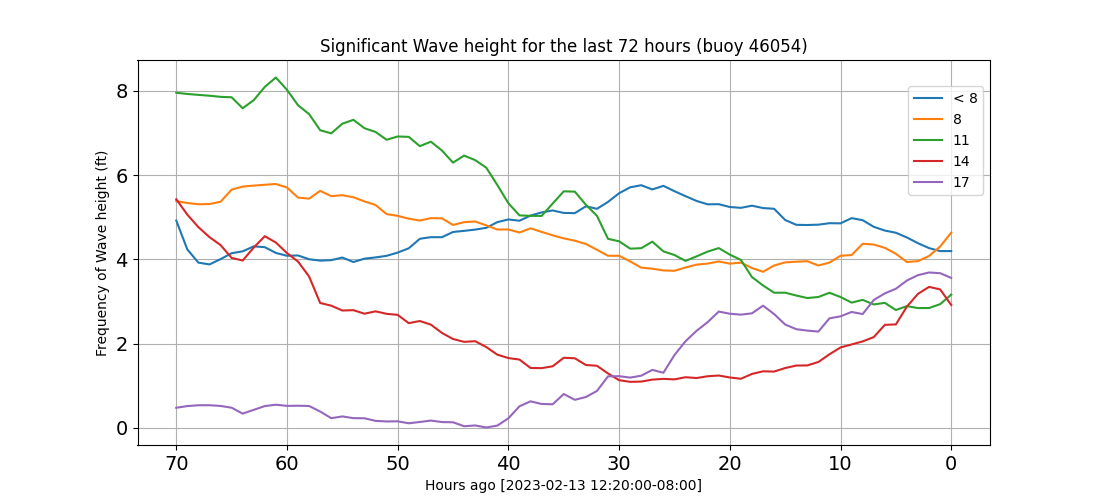 Significant Wave height for the last 72 hours (buoy 46054)
Frequency of Wave height (ft)
8
6
4
2
0
< 8
8
11
14
17
70 60 50 40 30 20 10 0
Hours ago [2023-02-13 12:20:00-08:00]